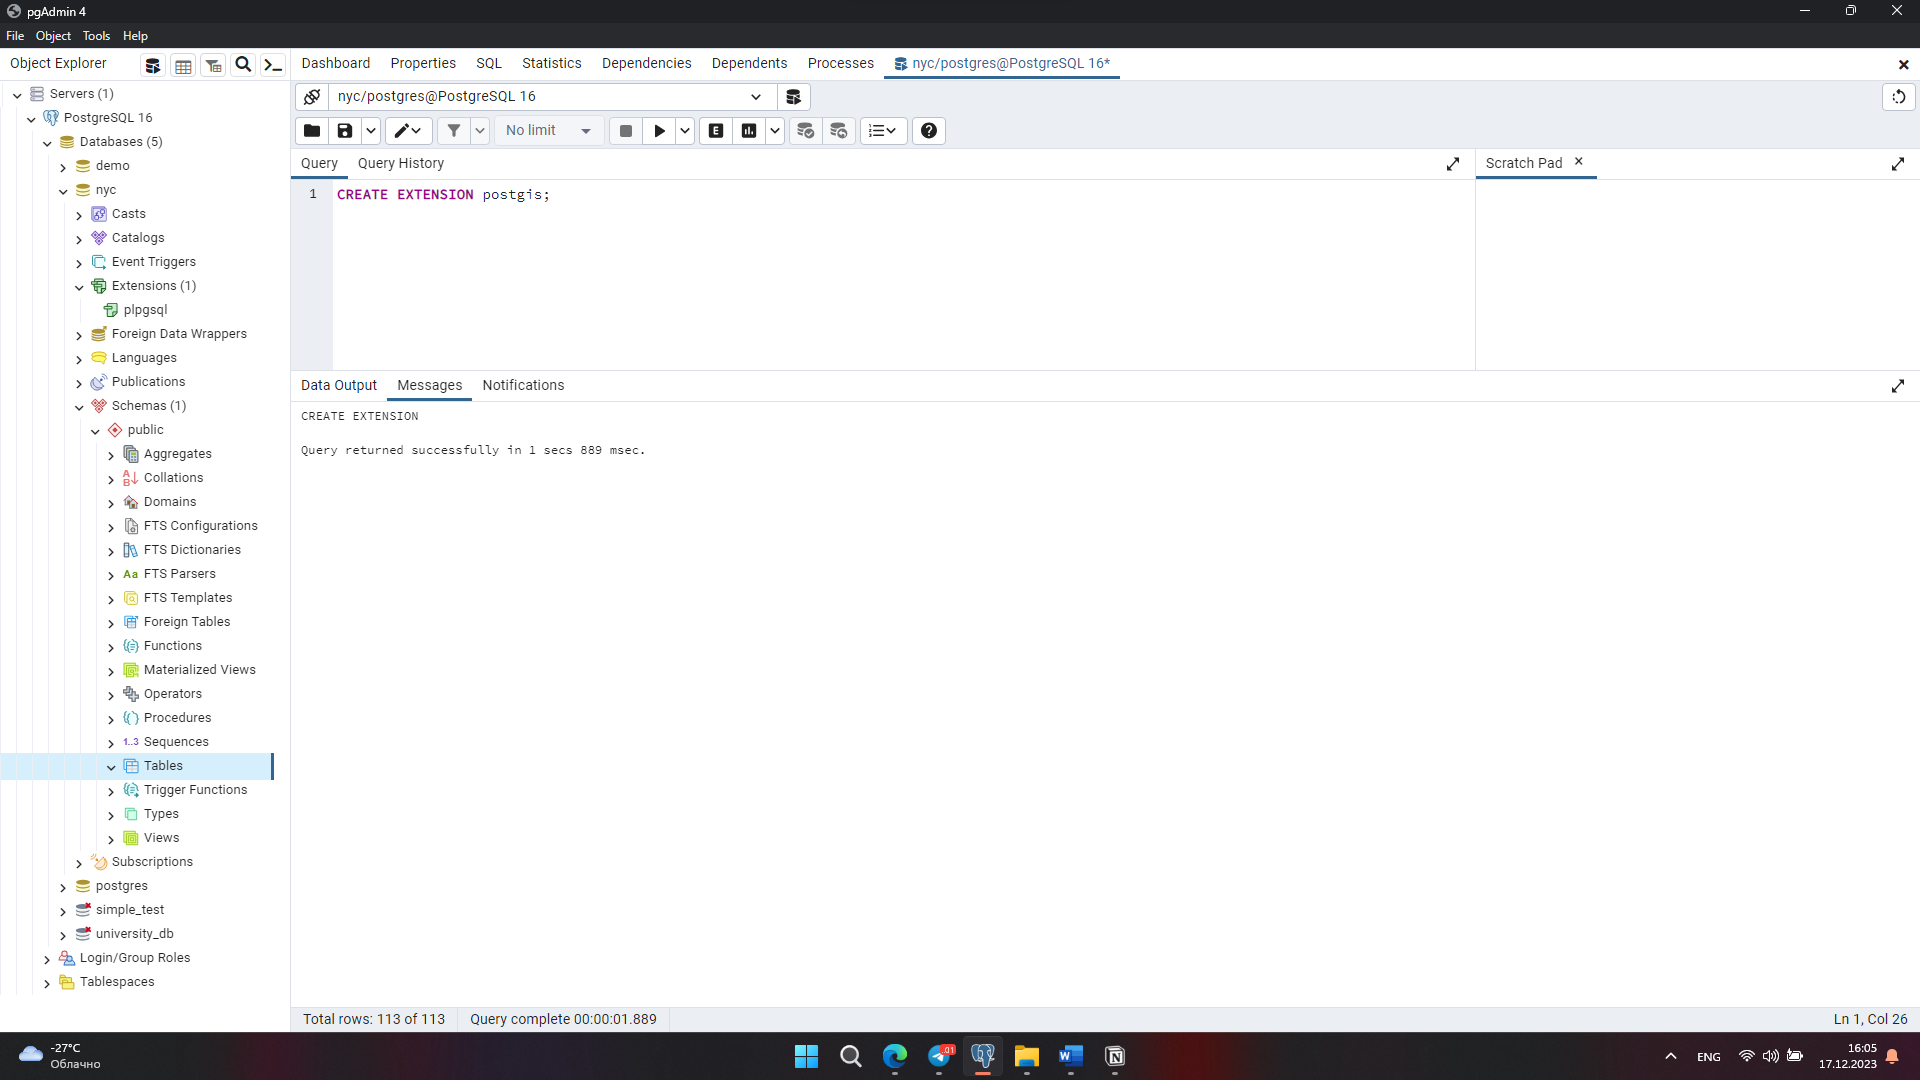 pgAdmin 4
File Object Tools Help
Object Explorer
Dashboard Properties SQL Statistics Dependencies Dependents Processes nyc/postgres@PostgreSQL 16*
Servers (1)
PostgreSQL 16
Databases (5)
demo
nyc
Casts
Catalogs
Event Triggers
Extensions (1)
plpgsql
Foreign Data Wrappers
Languages
Publications
Schemas (1)
public
Aggregates
Collations
Domains
FTS Configurations
FTS Dictionaries
Aa FTS Parsers
FTS Templates
Foreign Tables
Functions
Materialized Views
Operators
Procedures
1..3 Sequences
Tables
Trigger Functions
Types
Views
Subscriptions
postgres
simple_test
university_db
Login/Group Roles
Tablespaces
nyc/postgres@PostgreSQL 16
No limit
E
Query Query History
Scratch Pad
1 CREATE EXTENSION postgis;
Data Output Messages Notifications
CREATE EXTENSION
Query returned successfully in 1 secs 889 msec.
Total rows: 113 of 113 Query complete 00:00:01.889 Ln 1, Col 26
-27°C
Облачно
ENG
16:05
17.12.2023